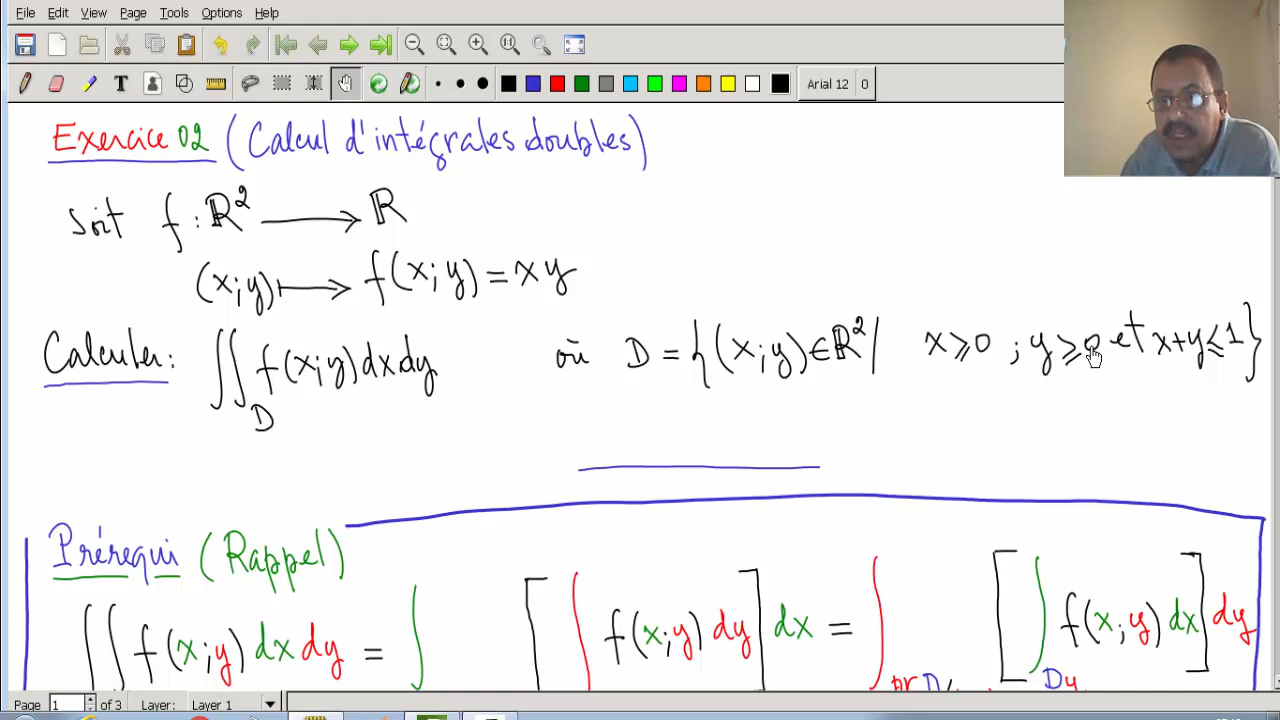 File Edit View Page Tools Options Help
Arial 12 0
Exercice 02 (Calcul d'intégrales doubles)
Soit f : ℝ² ⟶ ℝ
(x;y) ⟼ f(x;y) = xy
Calculer : ∬_D f(x;y) dx dy où D = {(x;y) ∈ ℝ² | x ⩾ 0 ; y ⩾ 0 et x+y ⩽ 1}
Prérequi (Rappel)
∬ f(x;y) dx dy = ∫ [ ∫ f(x;y) dy ] dx = ∫ [ ∫ f(x;y) dx ] dy
Dy
Page 1 of 3 Layer: Layer 1